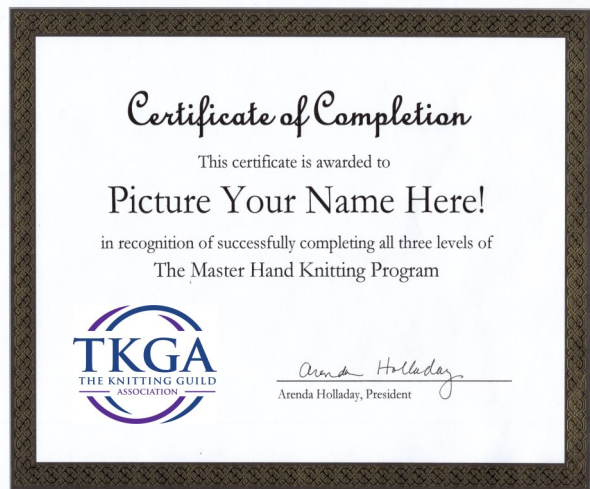 Certificate of Completion
This certificate is awarded to
Picture Your Name Here!
in recognition of successfully completing all three levels of
The Master Hand Knitting Program
TKGA
THE KNITTING GUILD
ASSOCIATION
Arenda Holladay
Arenda Holladay, President